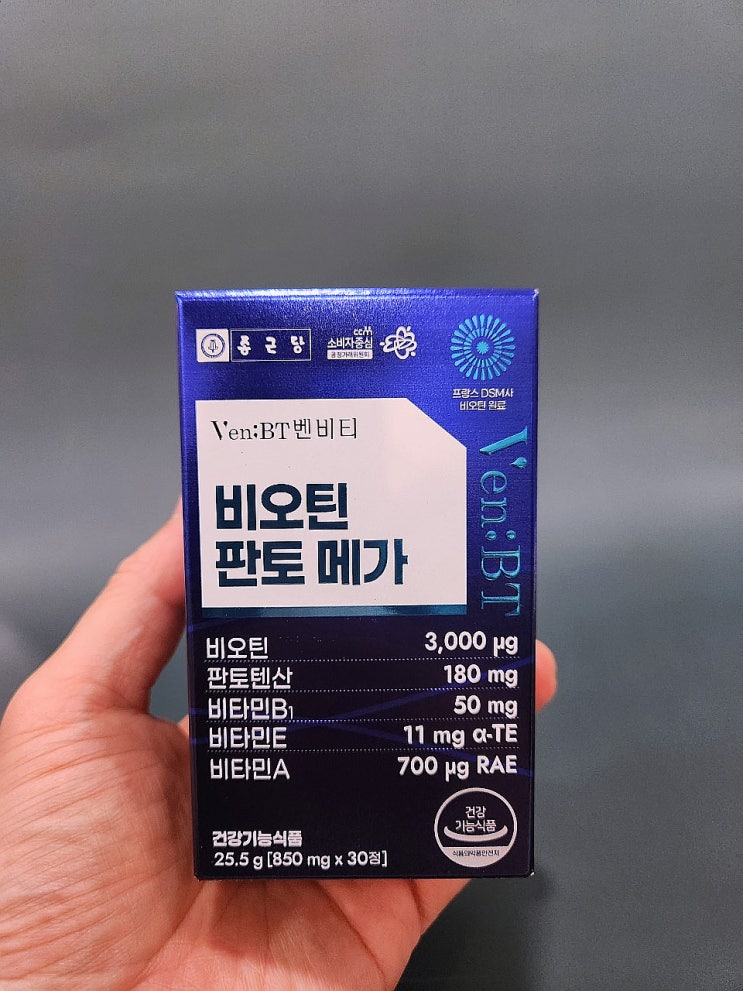 종근당
CCM
소비자중심
공정거래위원회
프랑스 DSM사
비오틴 원료
Ven:BT벤비티
비오틴
판토 메가
Ven:BT
비오틴 3,000 µg
판토텐산 180 mg
비타민B₁ 50 mg
비타민E 11 mg α-TE
비타민A 700 µg RAE
건강기능식품
25.5 g [850 mg x 30정]
건강
기능식품
식품의약품안전처